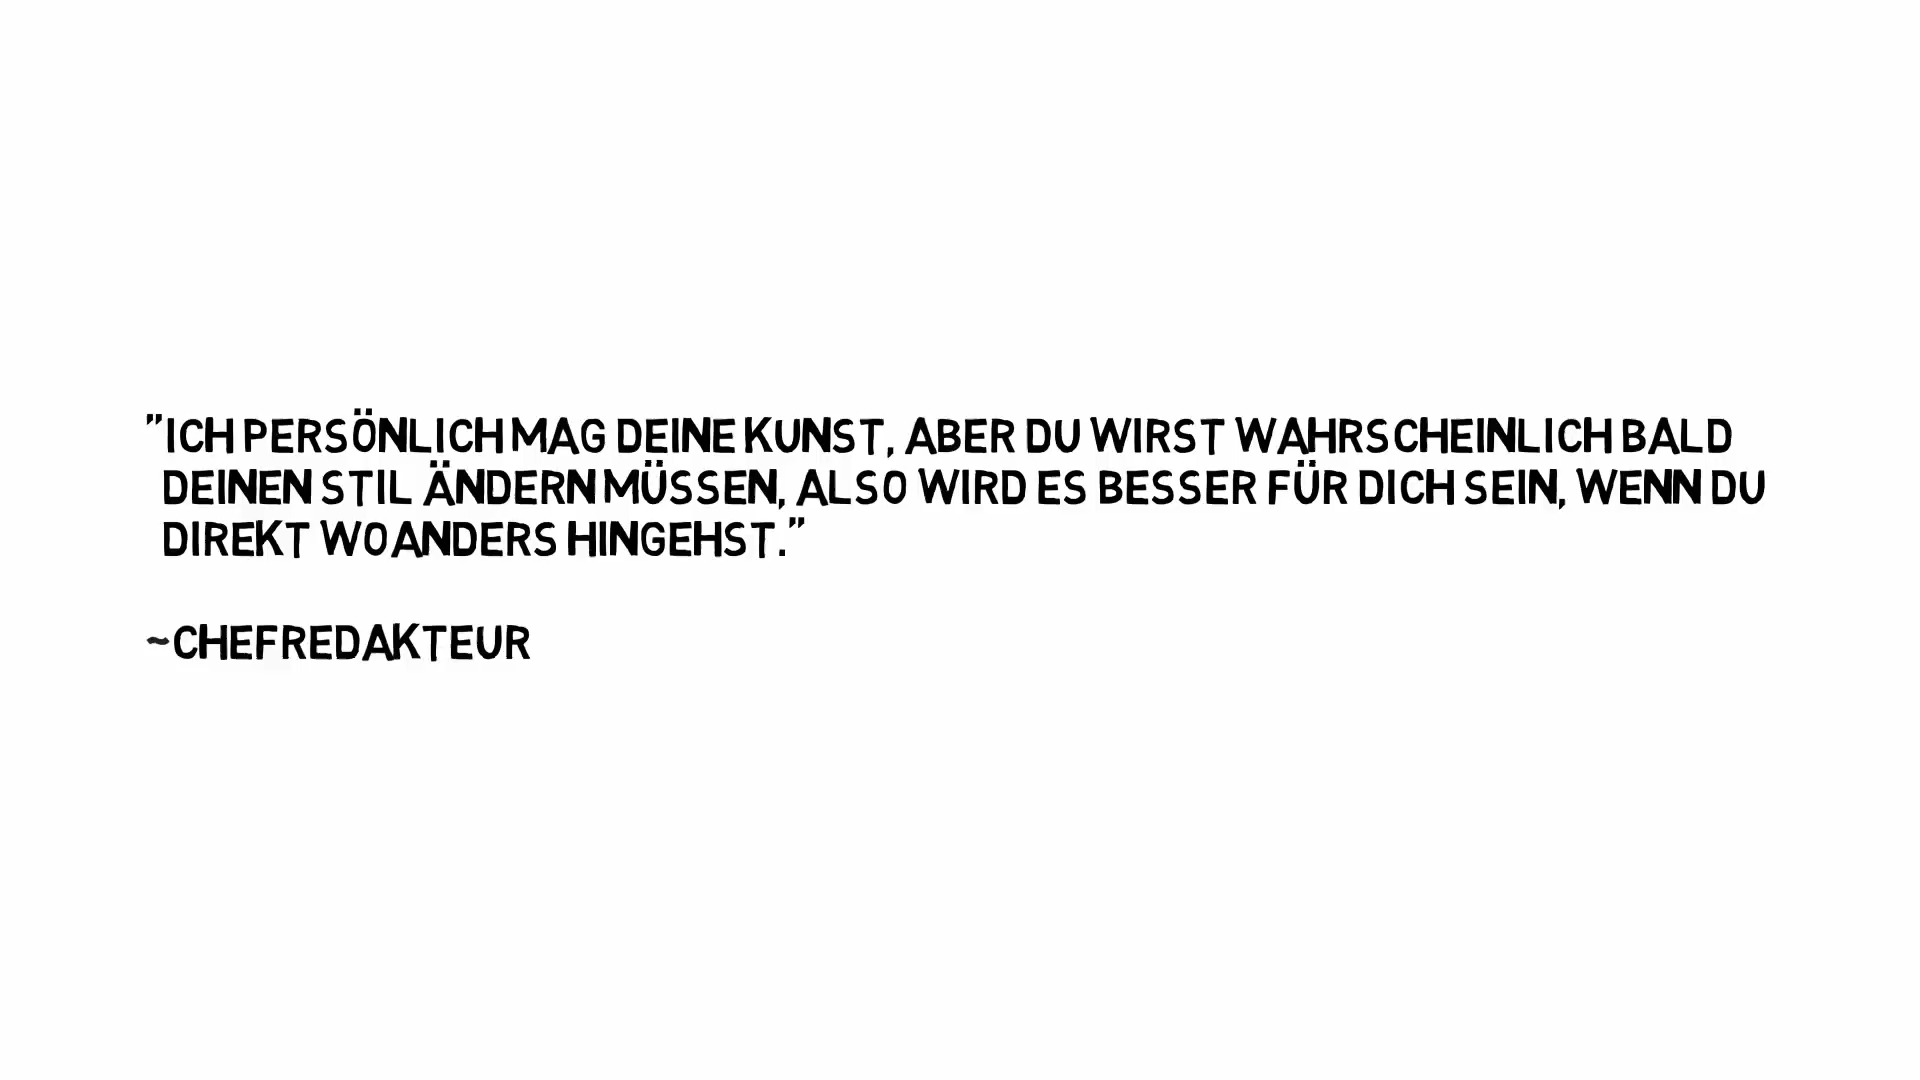 "ICH PERSÖNLICH MAG DEINE KUNST, ABER DU WIRST WAHRSCHEINLICH BALD
DEINEN STIL ÄNDERN MÜSSEN, ALSO WIRD ES BESSER FÜR DICH SEIN, WENN DU
DIREKT WOANDERS HINGEHST."
~CHEFREDAKTEUR